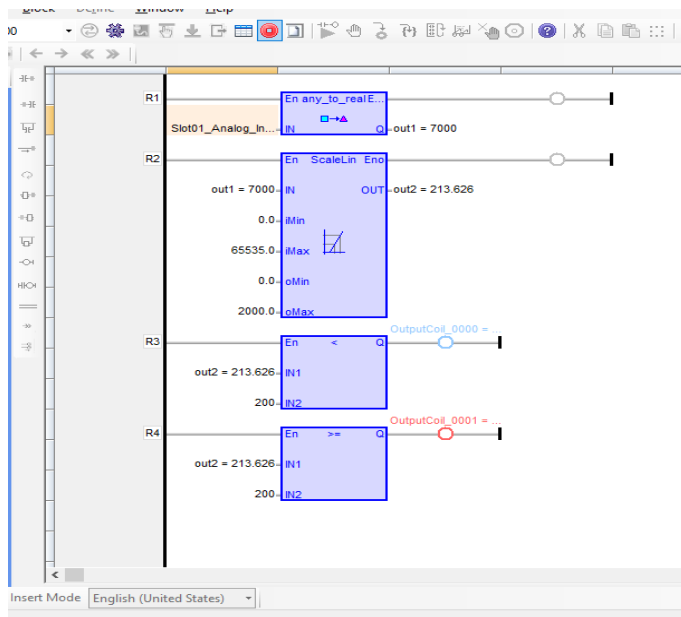 Block Define Window Help
00
R1
En any_to_real E...
Slot01_Analog_In... IN Q out1 = 7000
R2
En ScaleLin Eno
out1 = 7000 IN OUT out2 = 213.626
0.0 iMin
65535.0 iMax
0.0 oMin
2000.0 oMax
OutputCoil_0000 = ...
R3
En < Q
out2 = 213.626 IN1
200 IN2
OutputCoil_0001 = ...
R4
En >= Q
out2 = 213.626 IN1
200 IN2
Insert Mode English (United States)